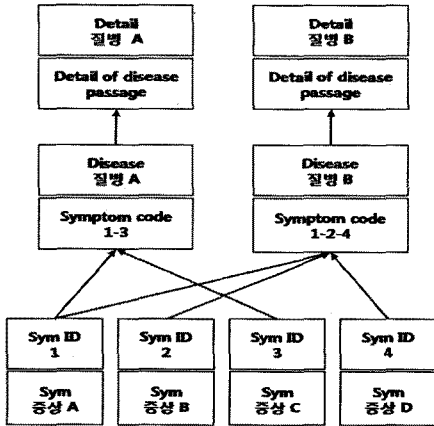 Detail
질병 A
Detail of disease
passage
Detail
질병 B
Detail of disease
passage
Disease
질병 A
Symptom code
1-3
Disease
질병 B
Symptom code
1-2-4
Sym ID
1
Sym
증상 A
Sym ID
2
Sym
증상 B
Sym ID
3
Sym
증상 C
Sym ID
4
Sym
증상 D